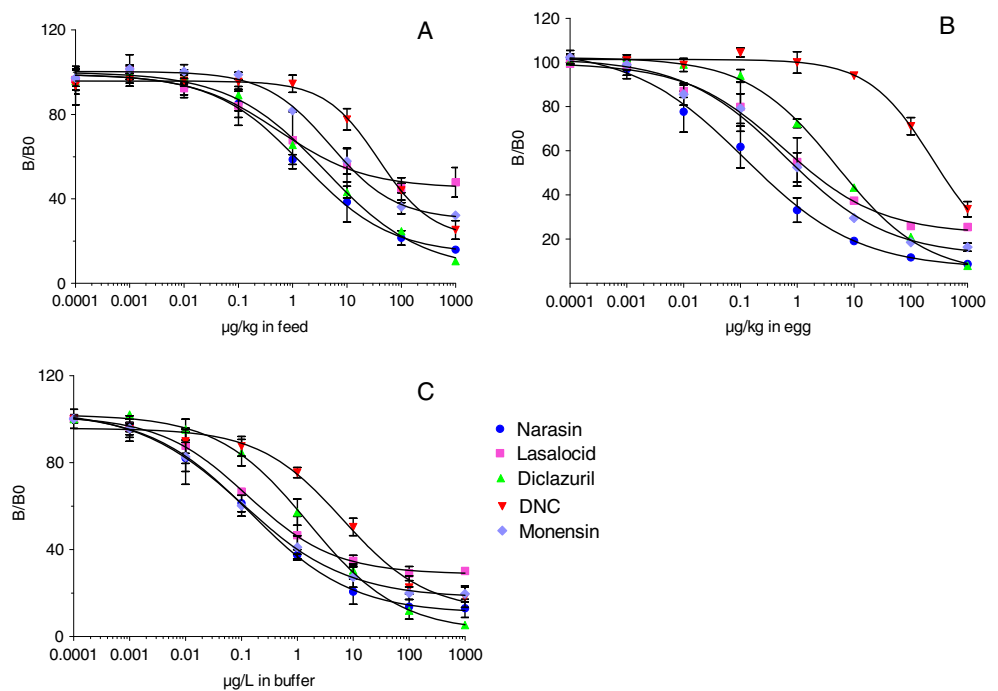 A
120
80
40
0
B/B0
0.0001 0.001 0.01 0.1 1 10 100 1000
µg/kg in feed
B
120
100
80
60
40
20
B/B0
0.0001 0.001 0.01 0.1 1 10 100 1000
µg/kg in egg
C
120
80
40
0
B/B0
0.0001 0.001 0.01 0.1 1 10 100 1000
µg/L in buffer
Narasin
Lasalocid
Diclazuril
DNC
Monensin